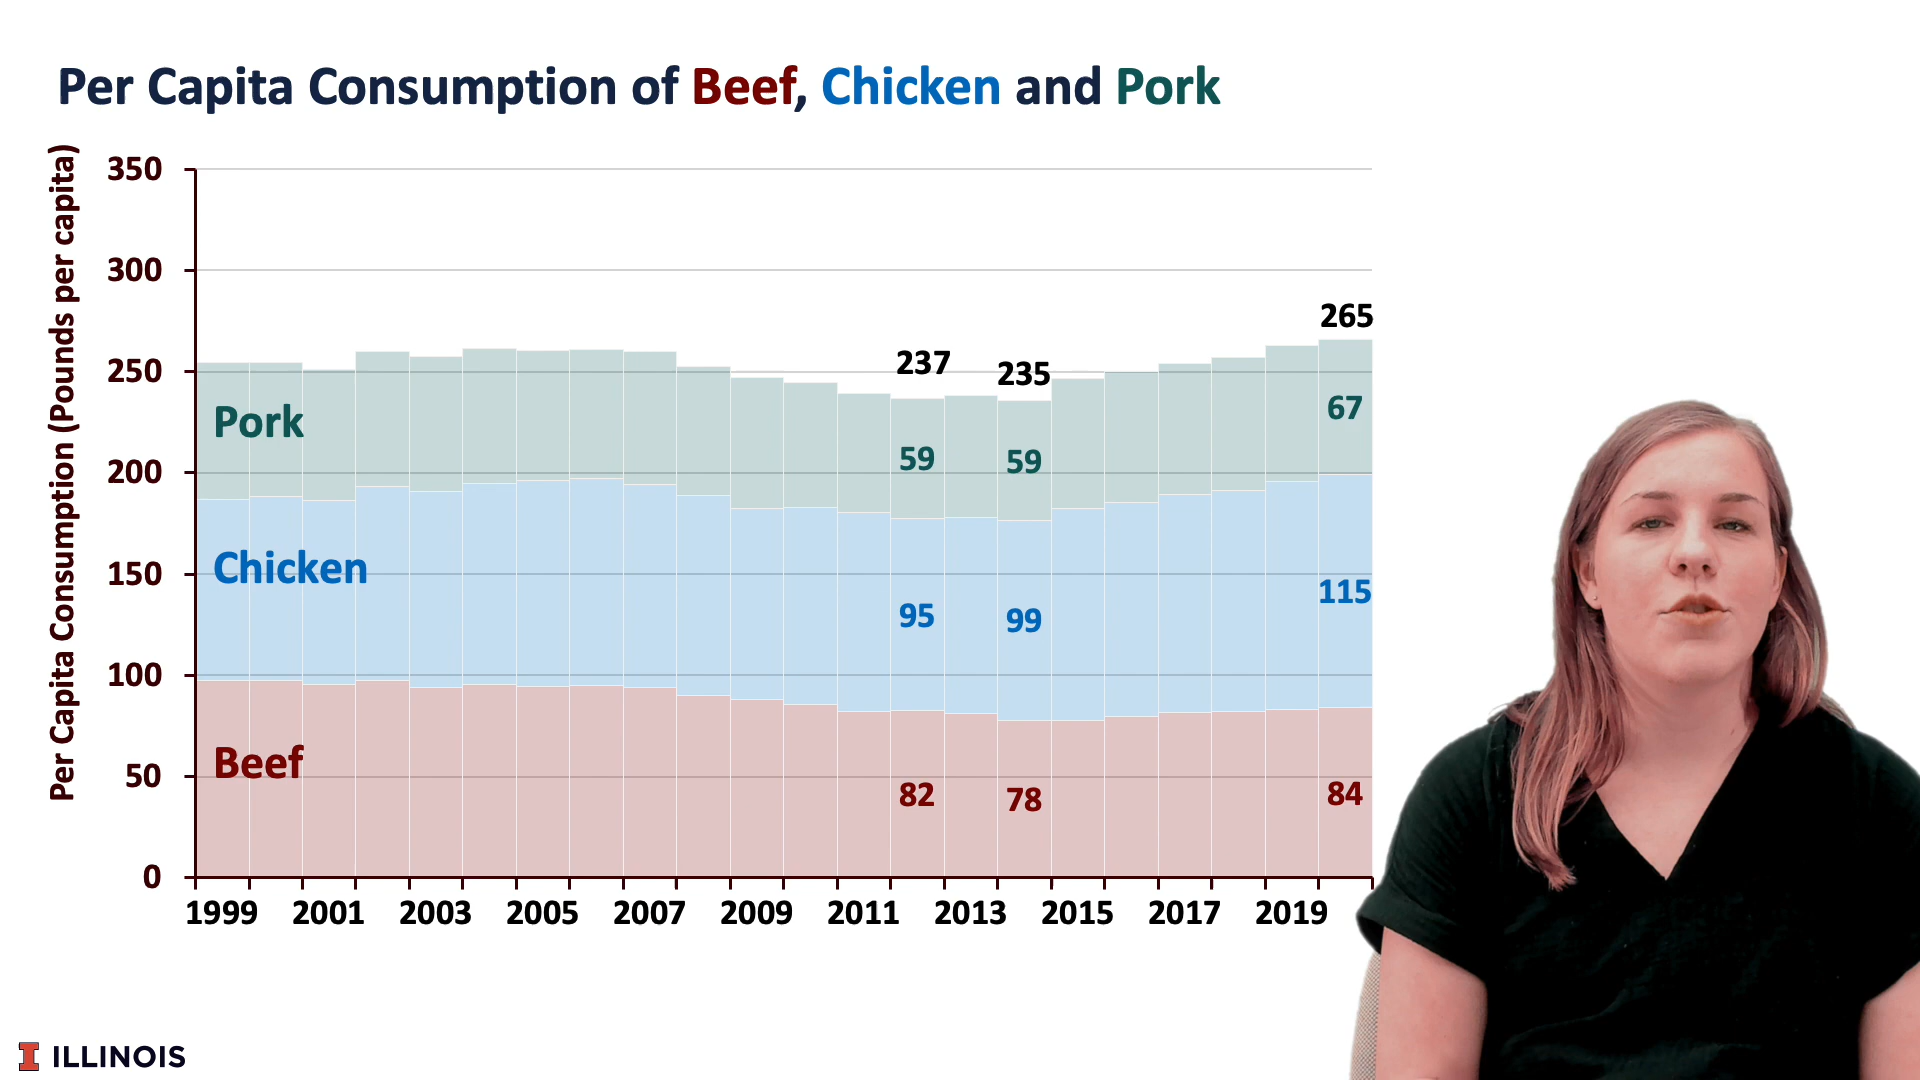 Per Capita Consumption of Beef, Chicken and Pork
Per Capita Consumption (Pounds per capita)
350
300
250
200
150
100
50
0
265
237
235
Pork
59
59
67
Chicken
95
99
115
Beef
82
78
84
1999 2001 2003 2005 2007 2009 2011 2013 2015 2017 2019
ILLINOIS